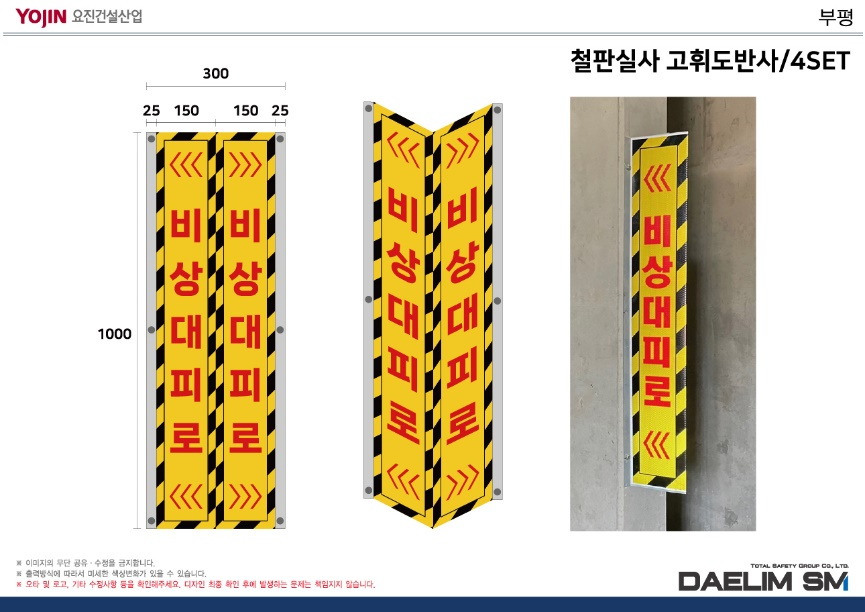 YOJIN 요진건설산업
부평
철판실사 고휘도반사/4SET
300
25 150 150 25
1000
<<< >>>
비 비
상 상
대 대
피 피
로 로
<<< >>>
<<< >>>
비 비
상 상
대 대
피 피
로 로
<<< >>>
<<<
비
상
대
피
로
<<<
※ 이미지의 무단 공유 · 수정을 금지합니다.
※ 출력방식에 따라서 미세한 색상변화가 있을 수 있습니다.
※ 오타 및 로고, 기타 수정사항 등을 확인해주세요. 디자인 최종 확인 후에 발생하는 문제는 책임지지 않습니다.
TOTAL SAFETY GROUP CO., LTD.
DAELIM SM